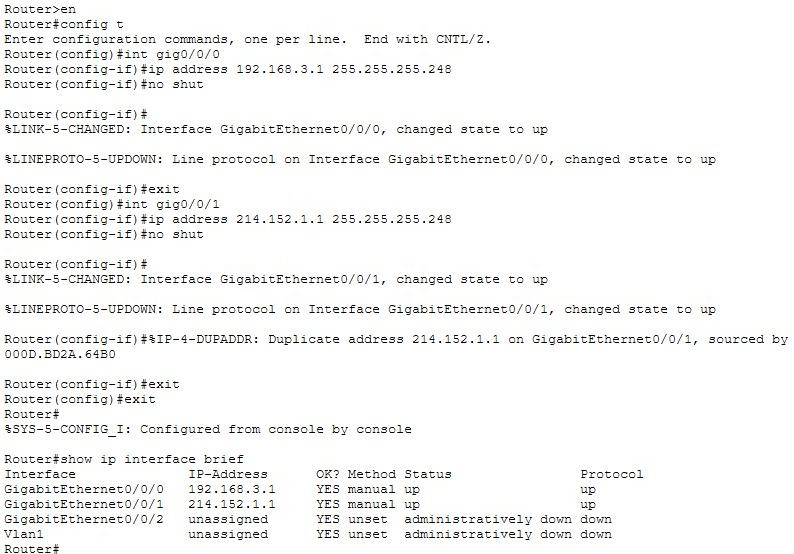 Router>en
Router#config t
Enter configuration commands, one per line.  End with CNTL/Z.
Router(config)#int gig0/0/0
Router(config-if)#ip address 192.168.3.1 255.255.255.248
Router(config-if)#no shut
Router(config-if)#
%LINK-5-CHANGED: Interface GigabitEthernet0/0/0, changed state to up
%LINEPROTO-5-UPDOWN: Line protocol on Interface GigabitEthernet0/0/0, changed state to up
Router(config-if)#exit
Router(config)#int gig0/0/1
Router(config-if)#ip address 214.152.1.1 255.255.255.248
Router(config-if)#no shut
Router(config-if)#
%LINK-5-CHANGED: Interface GigabitEthernet0/0/1, changed state to up
%LINEPROTO-5-UPDOWN: Line protocol on Interface GigabitEthernet0/0/1, changed state to up
Router(config-if)#%IP-4-DUPADDR: Duplicate address 214.152.1.1 on GigabitEthernet0/0/1, sourced by
000D.BD2A.64B0
Router(config-if)#exit
Router(config)#exit
Router#
%SYS-5-CONFIG_I: Configured from console by console
Router#show ip interface brief
Interface              IP-Address      OK? Method Status                Protocol
GigabitEthernet0/0/0   192.168.3.1     YES manual up                    up
GigabitEthernet0/0/1   214.152.1.1     YES manual up                    up
GigabitEthernet0/0/2   unassigned      YES unset  administratively down down
Vlan1                  unassigned      YES unset  administratively down down
Router#